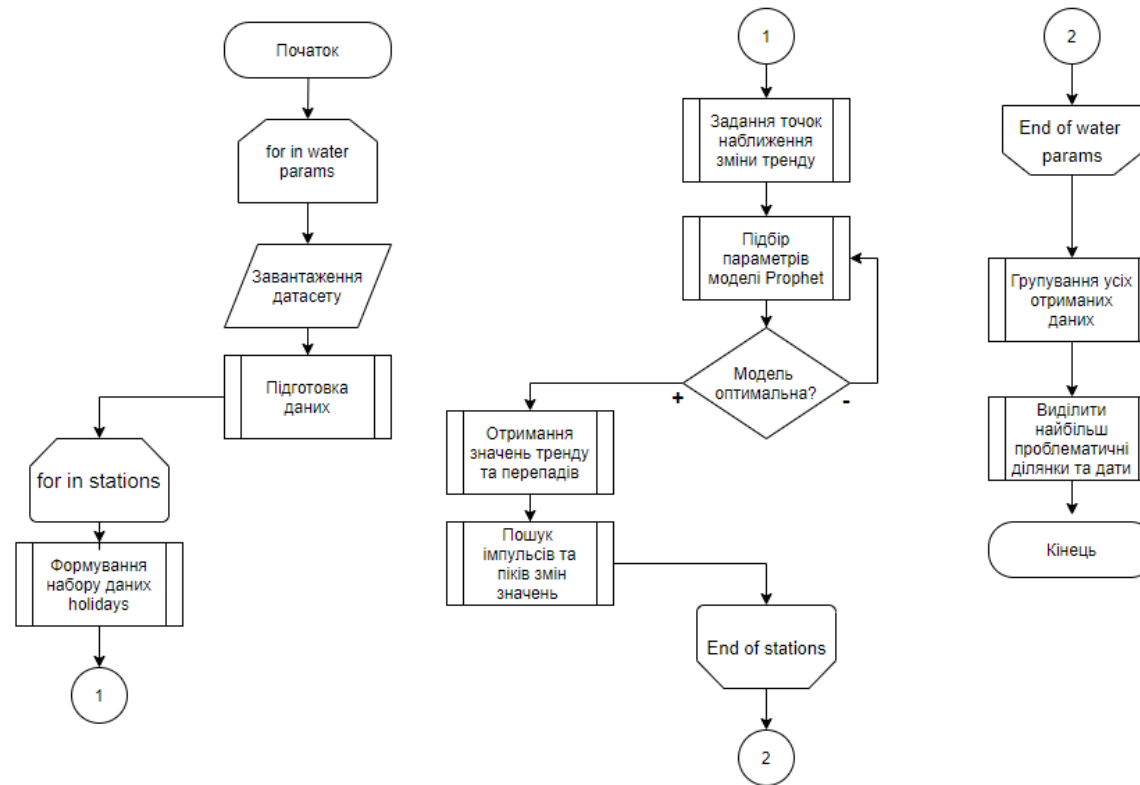 Початок
for in water
params
Завантаження
датасету
Підготовка
даних
for in stations
Формування
набору даних
holidays
1
1
Задання точок
наближення
зміни тренду
Підбір
параметрів
моделі Prophet
Модель
оптимальна?
+
-
Отримання
значень тренду
та перепадів
Пошук
імпульсів та
піків змін
значень
End of stations
2
2
End of water
params
Групування усіх
отриманих
даних
Виділити
найбільш
проблематичні
ділянки та дати
Кінець